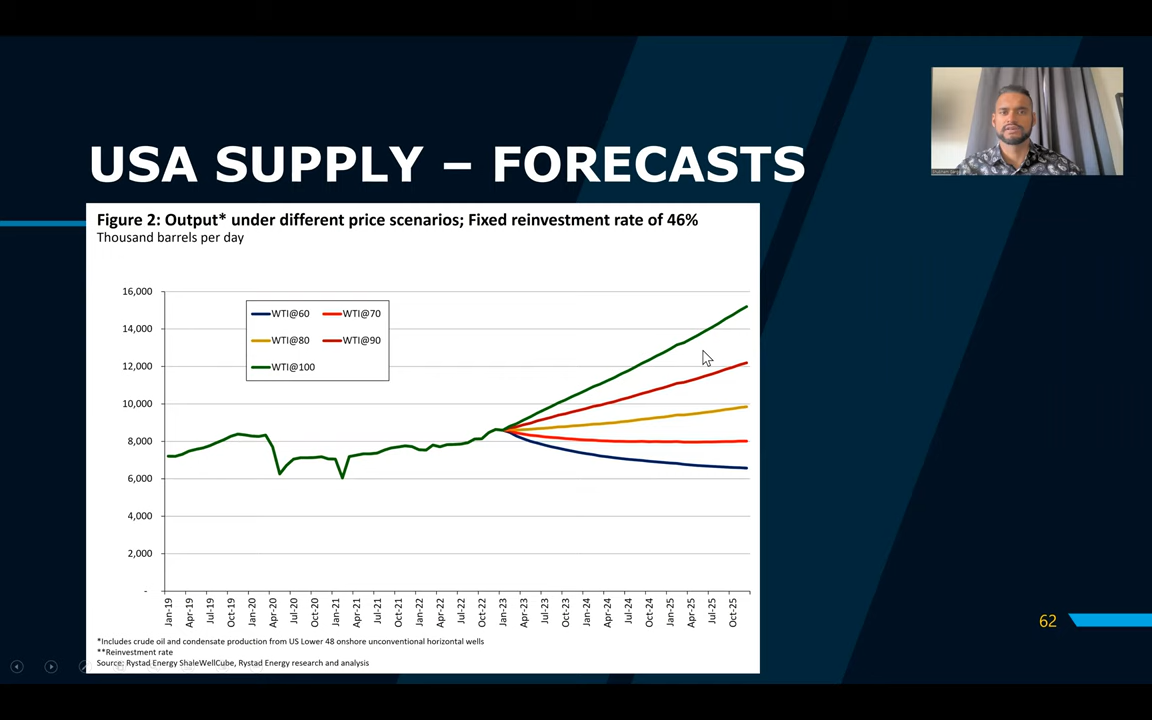 USA SUPPLY – FORECASTS
Figure 2: Output* under different price scenarios; Fixed reinvestment rate of 46%
Thousand barrels per day
16,000
14,000
12,000
10,000
8,000
6,000
4,000
2,000
-
WTI@60 WTI@70
WTI@80 WTI@90
WTI@100
Jan-19 Apr-19 Jul-19 Oct-19 Jan-20 Apr-20 Jul-20 Oct-20 Jan-21 Apr-21 Jul-21 Oct-21 Jan-22 Apr-22 Jul-22 Oct-22 Jan-23 Apr-23 Jul-23 Oct-23 Jan-24 Apr-24 Jul-24 Oct-24 Jan-25 Apr-25 Jul-25 Oct-25
*Includes crude oil and condensate production from US Lower 48 onshore unconventional horizontal wells
**Reinvestment rate
Source: Rystad Energy ShaleWellCube, Rystad Energy research and analysis
62